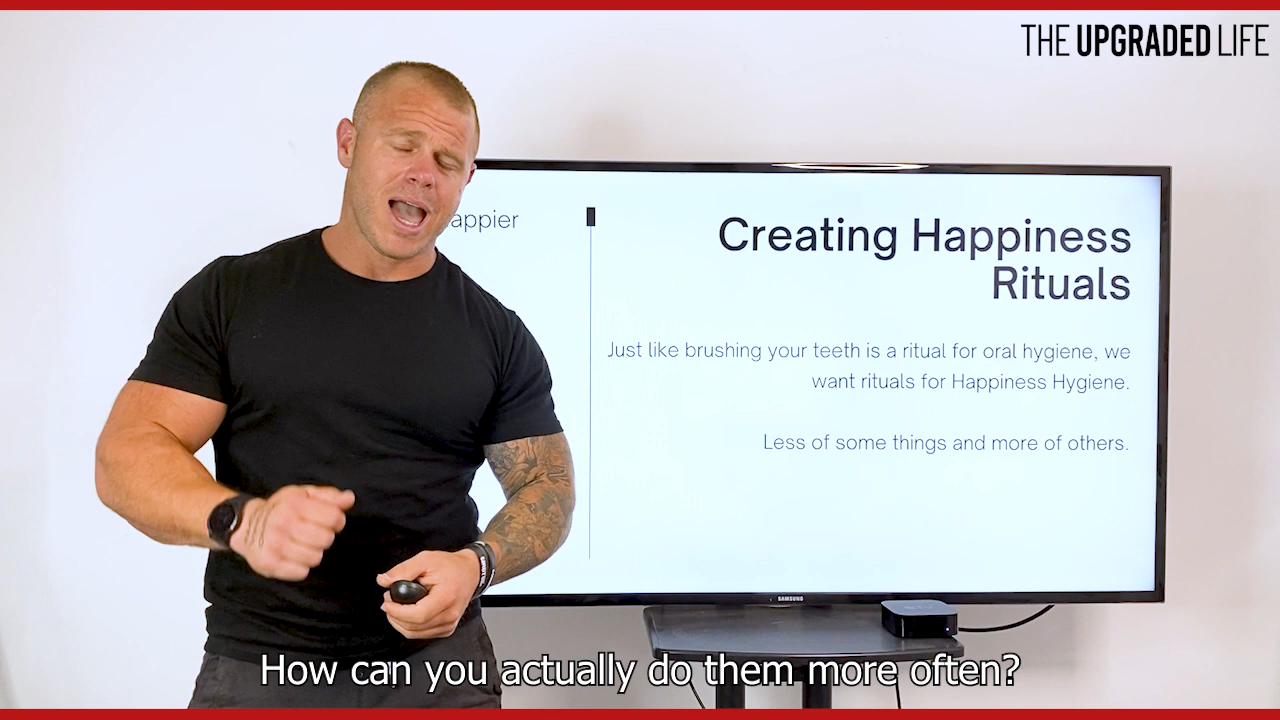 THE UPGRADED LIFE
appier
Creating Happiness
Rituals
Just like brushing your teeth is a ritual for oral hygiene, we
want rituals for Happiness Hygiene.
Less of some things and more of others.
SAMSUNG
How can you actually do them more often?